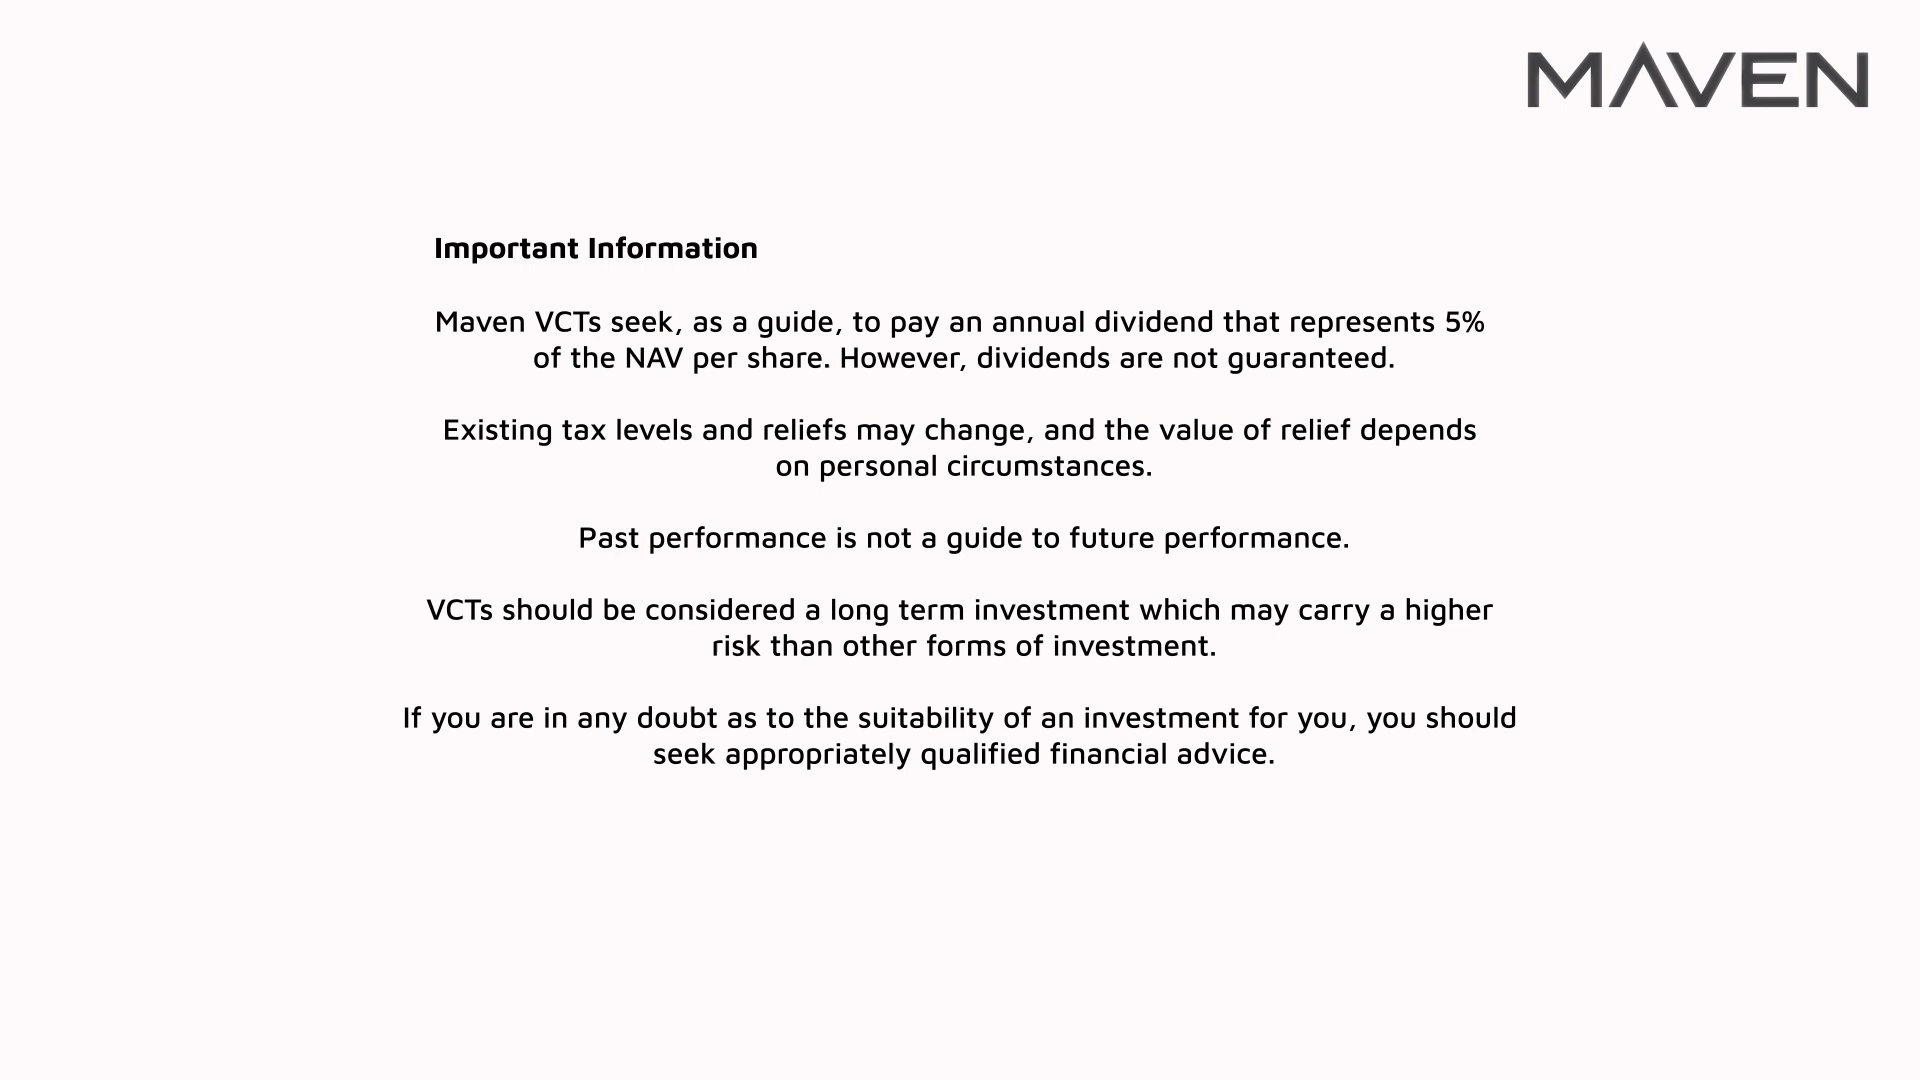 MAVEN
Important Information
Maven VCTs seek, as a guide, to pay an annual dividend that represents 5%
of the NAV per share. However, dividends are not guaranteed.
Existing tax levels and reliefs may change, and the value of relief depends
on personal circumstances.
Past performance is not a guide to future performance.
VCTs should be considered a long term investment which may carry a higher
risk than other forms of investment.
If you are in any doubt as to the suitability of an investment for you, you should
seek appropriately qualified financial advice.